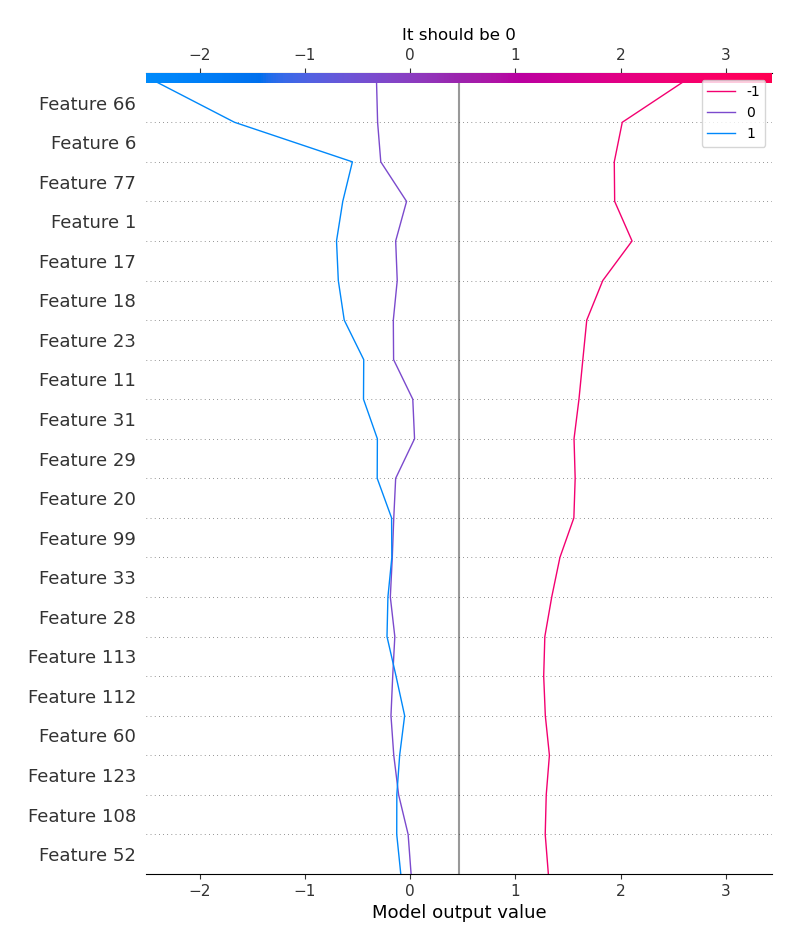 It should be 0
−2 −1 0 1 2 3
-1
0
1
Feature 66
Feature 6
Feature 77
Feature 1
Feature 17
Feature 18
Feature 23
Feature 11
Feature 31
Feature 29
Feature 20
Feature 99
Feature 33
Feature 28
Feature 113
Feature 112
Feature 60
Feature 123
Feature 108
Feature 52
−2 −1 0 1 2 3
Model output value